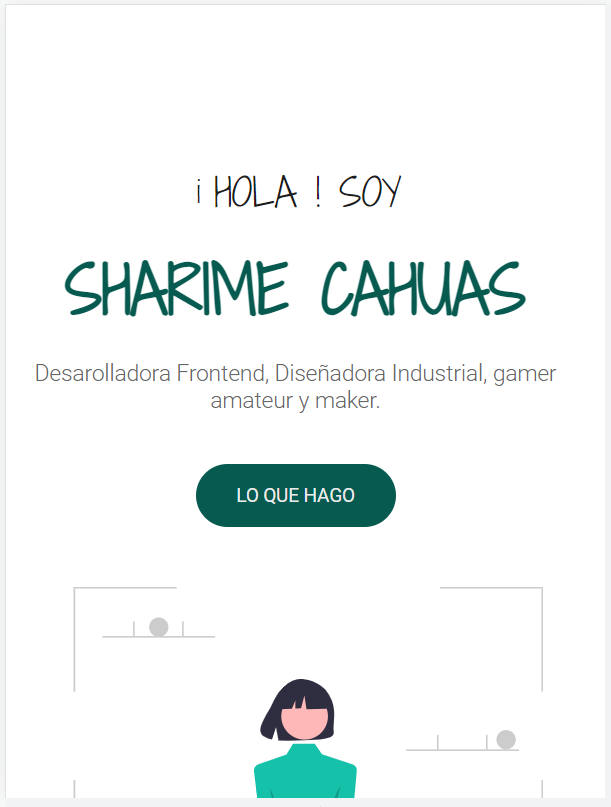 ¡ HOLA ! SOY
SHARIME CAHUAS
Desarolladora Frontend, Diseñadora Industrial, gamer
amateur y maker.
LO QUE HAGO